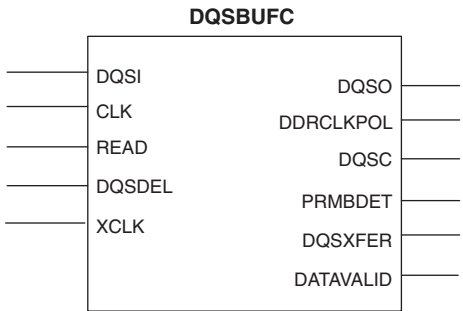 DQSBUFC
DQSI
CLK
READ
DQSDEL
XCLK
DQSO
DDRCLKPOL
DQSC
PRMBDET
DQSXFER
DATAVALID